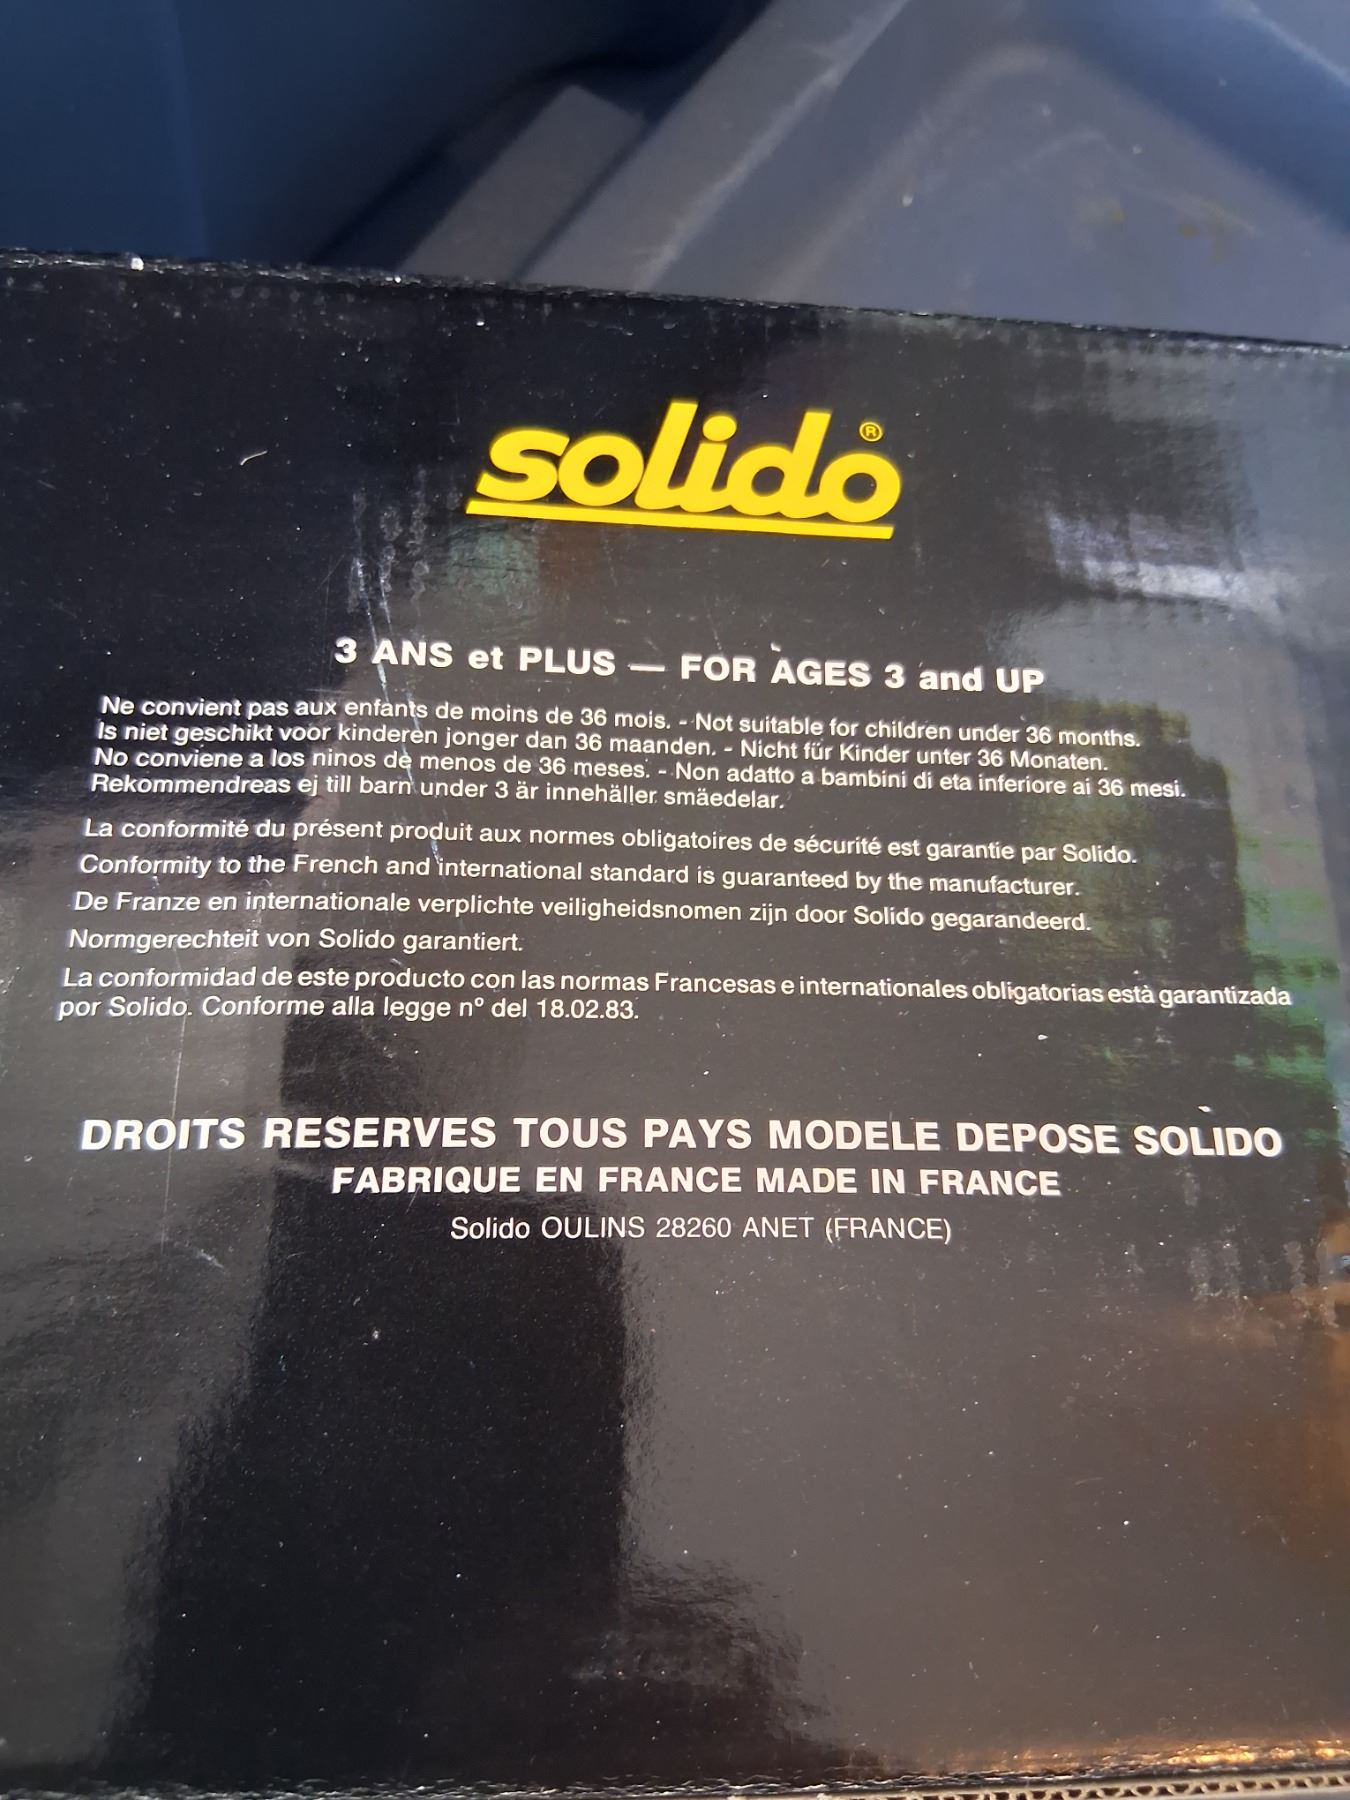 solido®
3 ANS et PLUS — FOR AGES 3 and UP
Ne convient pas aux enfants de moins de 36 mois. - Not suitable for children under 36 months.
Is niet geschikt voor kinderen jonger dan 36 maanden. - Nicht für Kinder unter 36 Monaten.
No conviene a los ninos de menos de 36 meses. - Non adatto a bambini di eta inferiore ai 36 mesi.
Rekommendreas ej till barn under 3 är innehäller smäedelar.
La conformité du présent produit aux normes obligatoires de sécurité est garantie par Solido.
Conformity to the French and international standard is guaranteed by the manufacturer.
De Franze en internationale verplichte veiligheidsnomen zijn door Solido gegarandeerd.
Normgerechteit von Solido garantiert.
La conformidad de este producto con las normas Francesas e internationales obligatorias està garantizada
por Solido. Conforme alla legge nº del 18.02.83.
DROITS RESERVES TOUS PAYS MODELE DEPOSE SOLIDO
FABRIQUE EN FRANCE MADE IN FRANCE
Solido OULINS 28260 ANET (FRANCE)